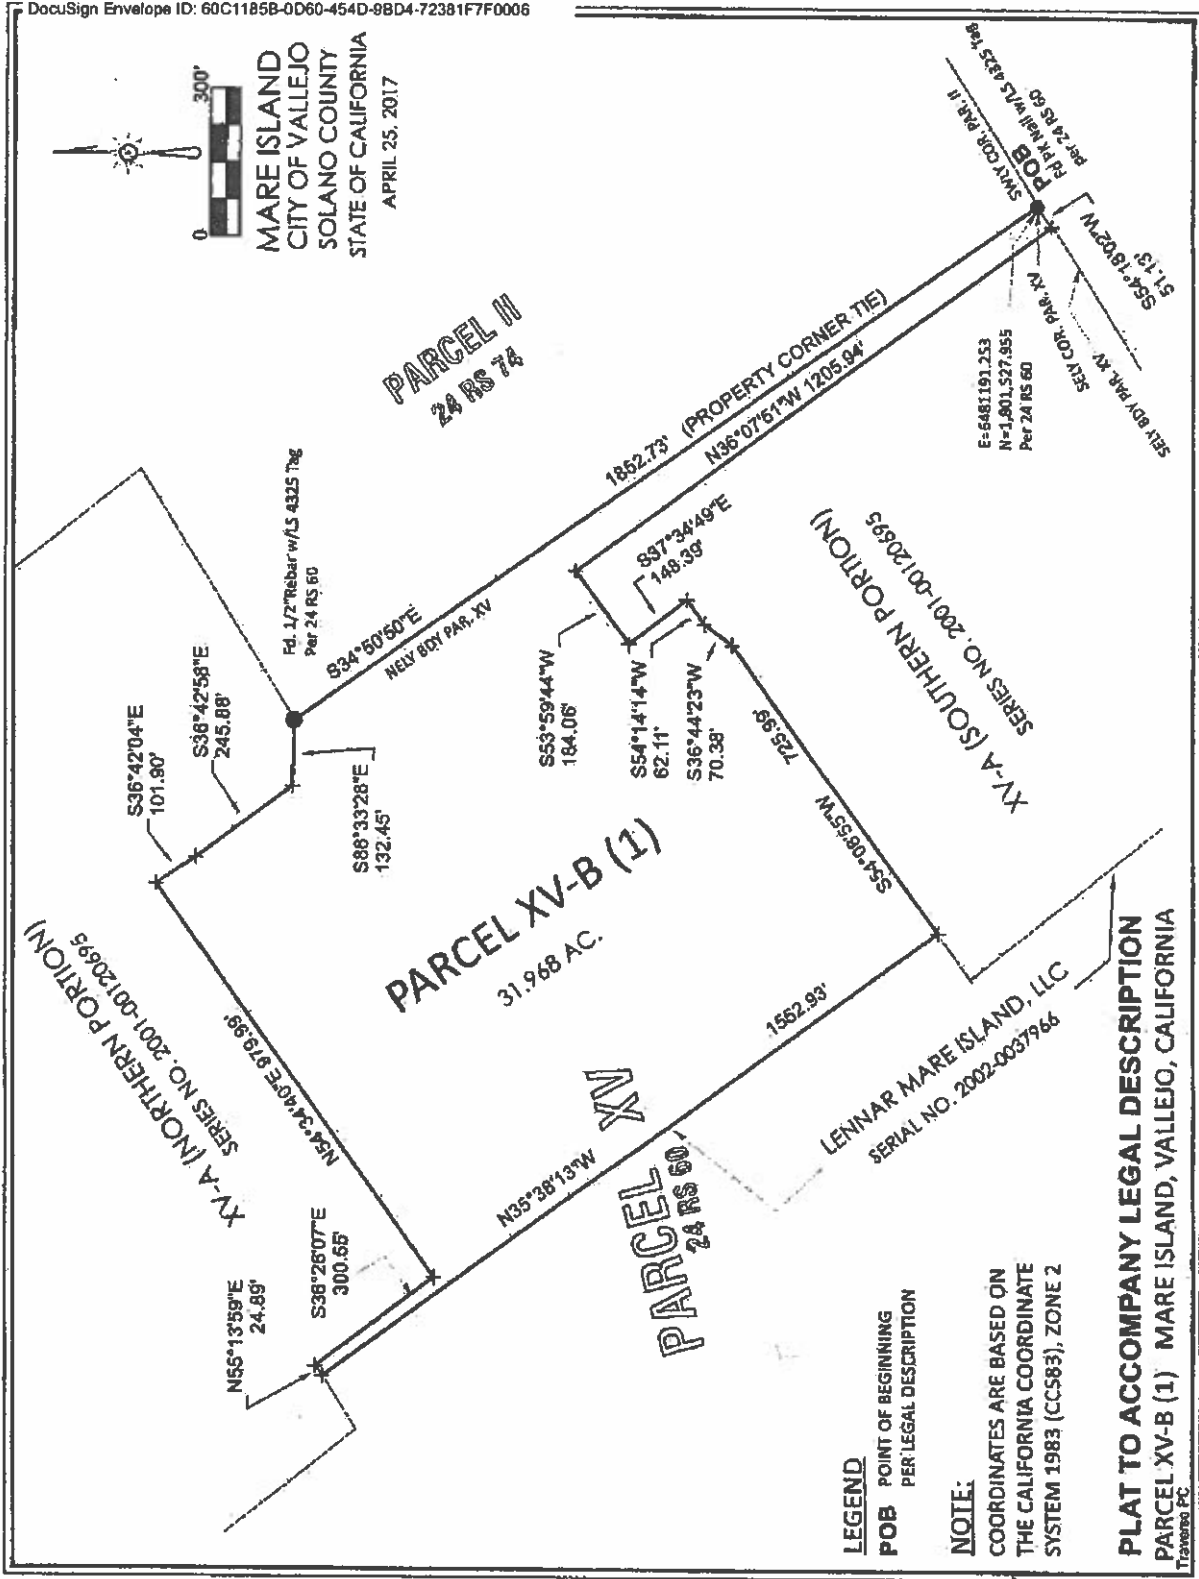 DocuSign Envelope ID: 60C1185B-0D60-454D-9BD4-72381F7F0006
0 300'
MARE ISLAND
CITY OF VALLEJO
SOLANO COUNTY
STATE OF CALIFORNIA
APRIL 25, 2017
PARCEL II
24 RS 74
SWLY COR. PAR. II
POB
Fd PK Nail w/LS 4325 Tag
per 24 RS 60
S54°18'02"W
51.13'
SELY COR. PAR. XV
SELY BDY PAR. XV
E=6481191.253
N=1,801,527.955
Per 24 RS 60
1852.73' (PROPERTY CORNER TIE)
N36°07'51"W 1205.94'
S34°50'50"E
NELY BDY PAR. XV
Fd. 1/2" Rebar w/LS 4325 Tag
Per 24 RS 60
S36°42'04"E
101.90'
S36°42'58"E
245.88'
S88°33'28"E
132.45'
S53°59'44"W
184.06'
S37°34'49"E
148.39'
S54°14'14"W
62.11'
S36°44'23"W
70.38'
S54°08'55"W 725.99'
XV-A (SOUTHERN PORTION)
SERIES NO. 2001-00120695
PARCEL XV-B (1)
31.968 AC.
XV-A (NORTHERN PORTION)
SERIES NO. 2001-00120695
N54°34'40"E 979.99'
N55°13'59"E
24.89'
S36°26'07"E
300.65'
N35°38'13"W 1552.93'
PARCEL XV
24 RS 60
LENNAR MARE ISLAND, LLC
SERIAL NO. 2002-0037966
LEGEND
POB POINT OF BEGINNING
PER LEGAL DESCRIPTION
NOTE:
COORDINATES ARE BASED ON
THE CALIFORNIA COORDINATE
SYSTEM 1983 (CCS83), ZONE 2
PLAT TO ACCOMPANY LEGAL DESCRIPTION
PARCEL XV-B (1) MARE ISLAND, VALLEJO, CALIFORNIA
Traverse PC